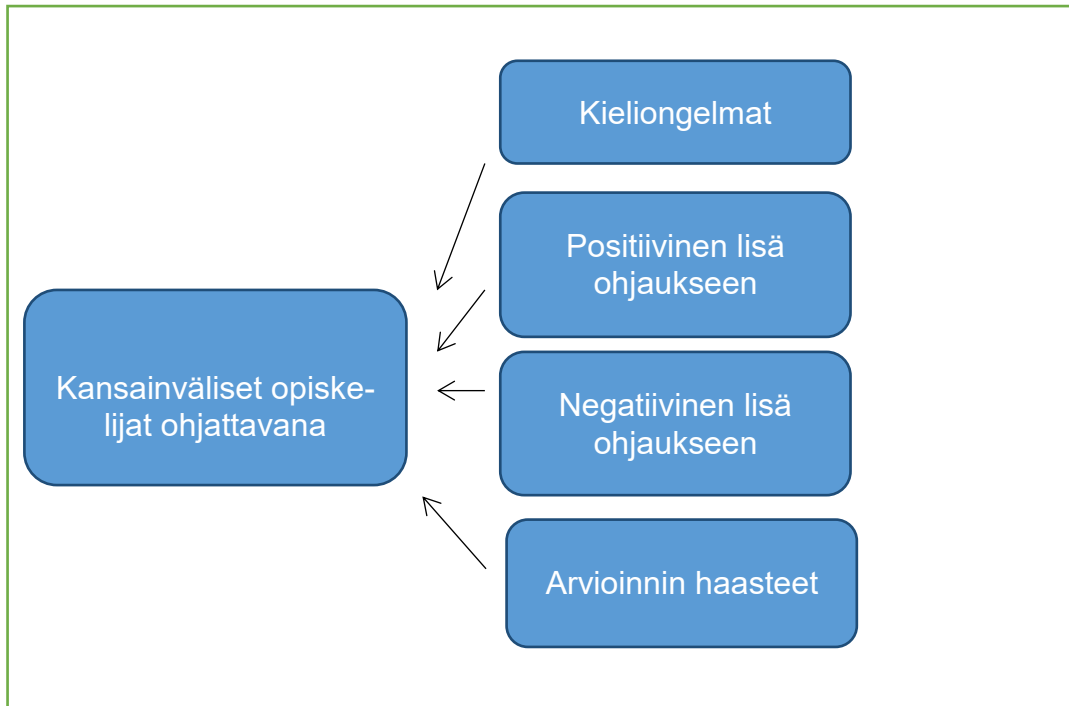 Kieliongelmat
Positiivinen lisä
ohjaukseen
Kansainväliset opiske-
lijat ohjattavana
Negatiivinen lisä
ohjaukseen
Arvioinnin haasteet